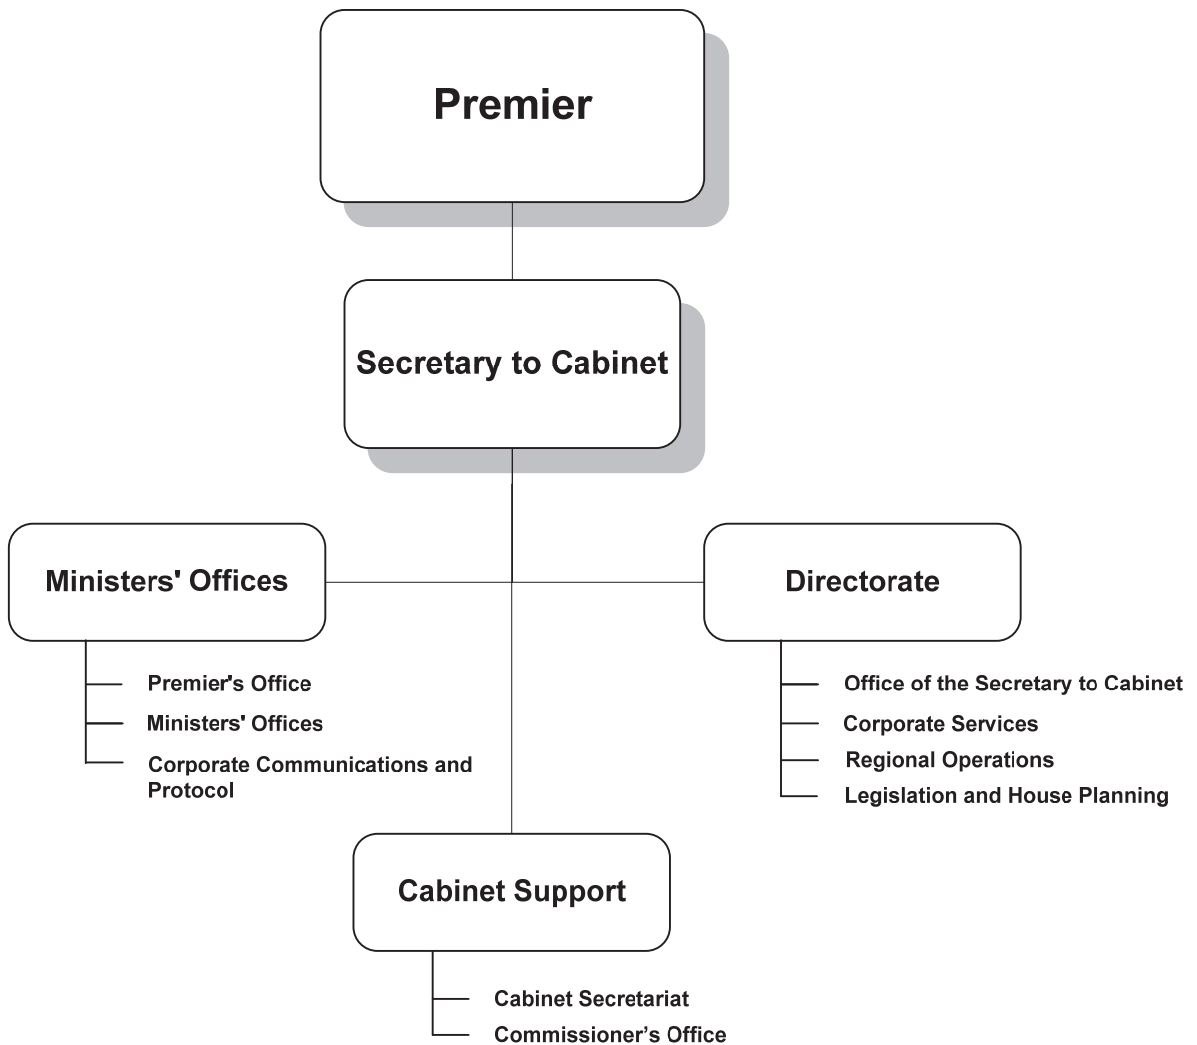 Premier
Secretary to Cabinet
Ministers' Offices
Premier's Office
Ministers' Offices
Corporate Communications and
Protocol
Directorate
Office of the Secretary to Cabinet
Corporate Services
Regional Operations
Legislation and House Planning
Cabinet Support
Cabinet Secretariat
Commissioner’s Office